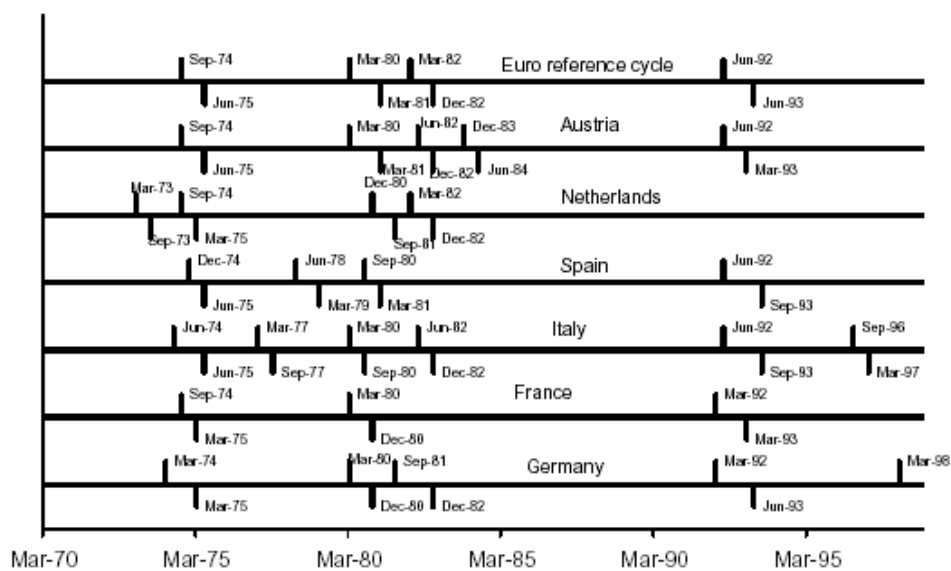 Sep-74 Mar-80 Mar-82 Euro reference cycle Jun-92
Jun-75 Mar-81 Dec-82 Jun-93
Sep-74 Mar-80 Jun-82 Dec-83 Austria Jun-92
Jun-75 Mar-81 Dec-82 Jun-84 Mar-93
Mar-73 Sep-74 Dec-80 Mar-82 Netherlands
Sep-73 Mar-75 Sep-81 Dec-82
Dec-74 Jun-78 Sep-80 Spain Jun-92
Jun-75 Mar-79 Mar-81 Sep-93
Jun-74 Mar-77 Mar-80 Jun-82 Italy Jun-92 Sep-96
Jun-75 Sep-77 Sep-80 Dec-82 Sep-93 Mar-97
Sep-74 Mar-80 France Mar-92
Mar-75 Dec-80 Mar-93
Mar-74 Mar-80 Sep-81 Germany Mar-92 Mar-98
Mar-75 Dec-80 Dec-82 Jun-93
Mar-70 Mar-75 Mar-80 Mar-85 Mar-90 Mar-95